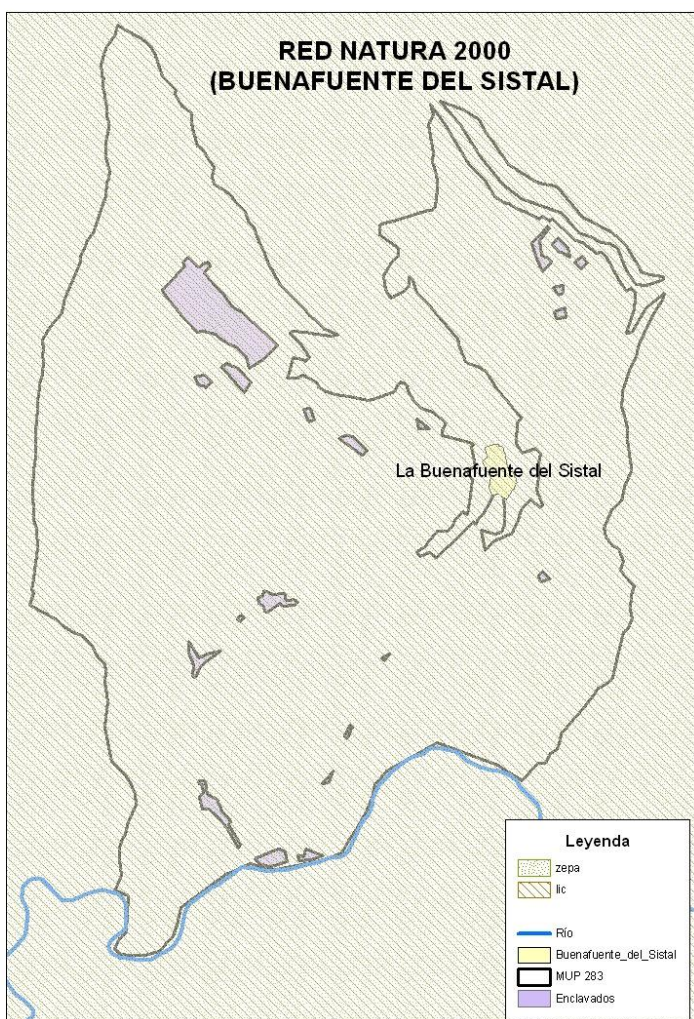 RED NATURA 2000
(BUENAFUENTE DEL SISTAL)
La Buenafuente del Sistal
Leyenda
zepa
lic
Río
Buenafuente_del_Sistal
MUP 283
Enclavados